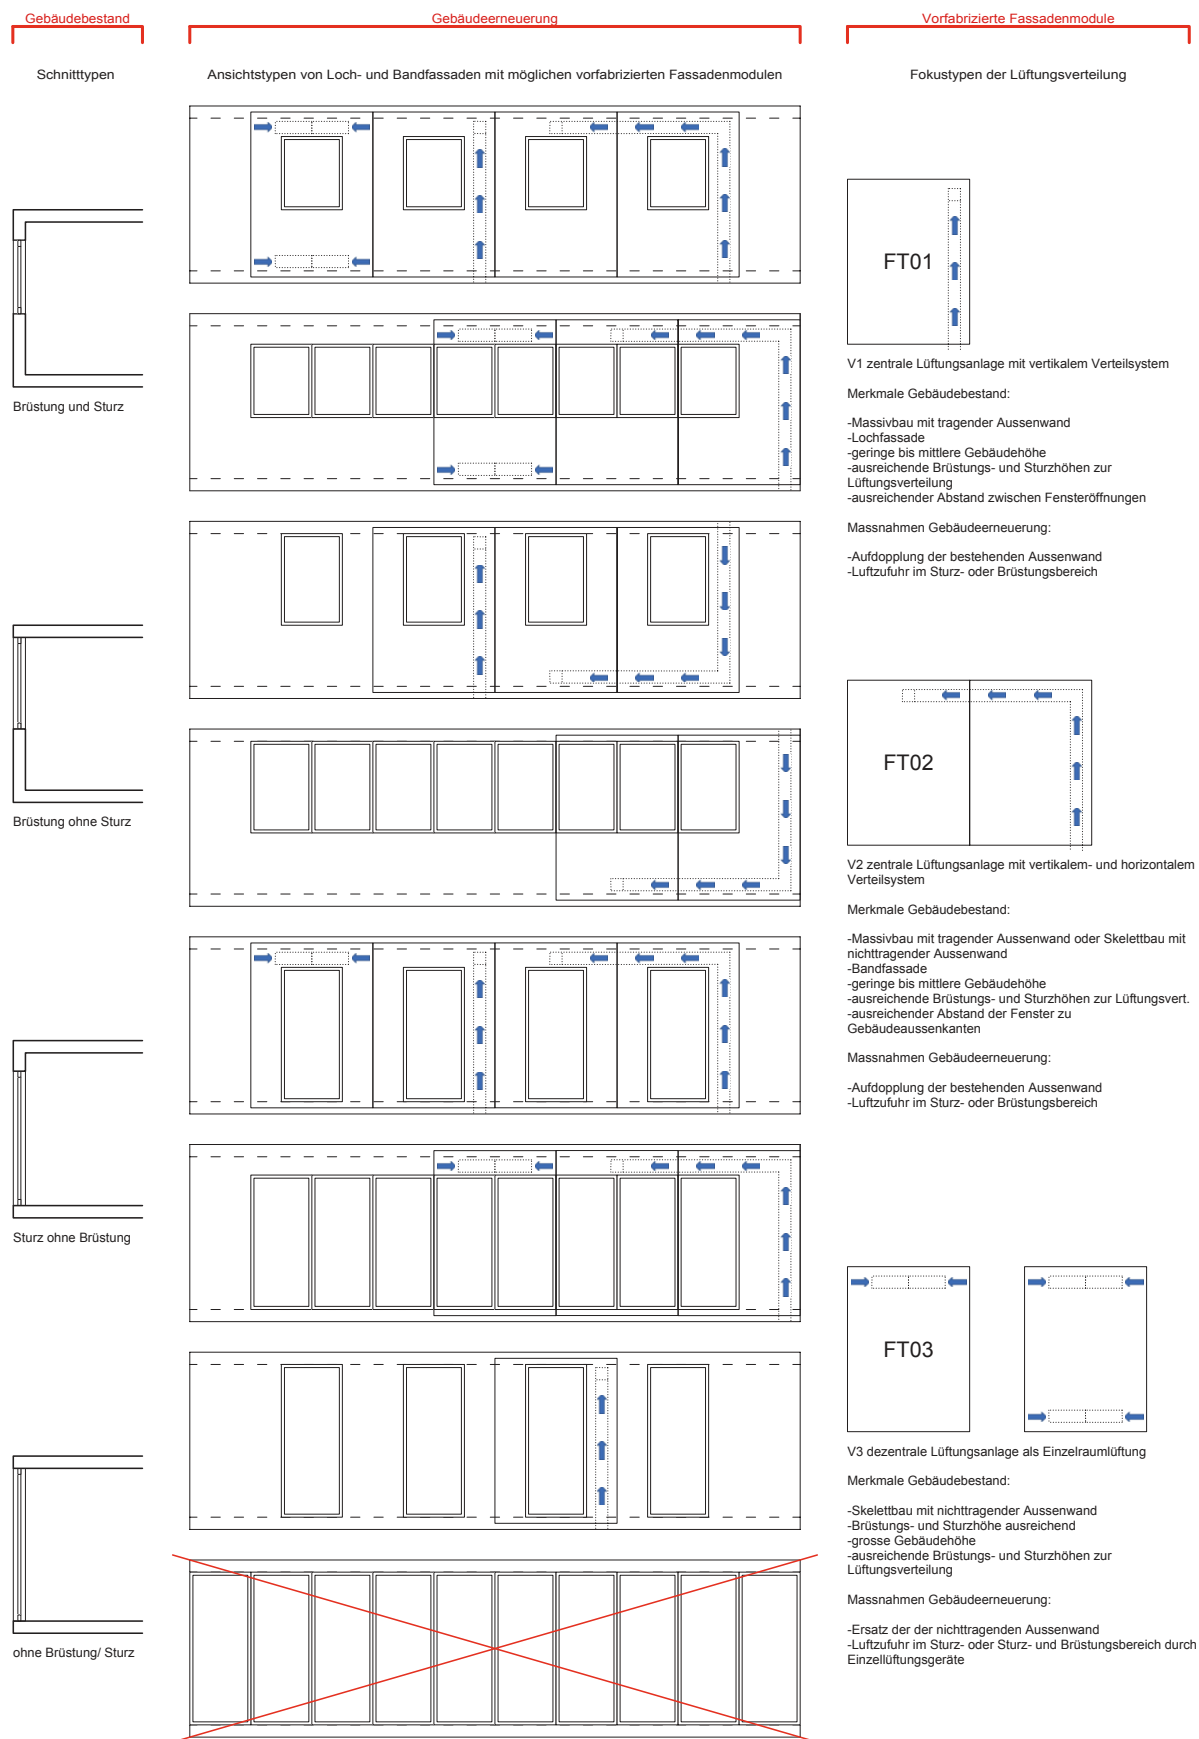 Gebäudebestand
Gebäudeerneuerung
Vorfabrizierte Fassadenmodule
Schnitttypen
Ansichtstypen von Loch- und Bandfassaden mit möglichen vorfabrizierten Fassadenmodulen
Fokustypen der Lüftungsverteilung
Brüstung und Sturz
Brüstung ohne Sturz
Sturz ohne Brüstung
ohne Brüstung/ Sturz
FT01
V1 zentrale Lüftungsanlage mit vertikalem Verteilsystem
Merkmale Gebäudebestand:
-Massivbau mit tragender Aussenwand
-Lochfassade
-geringe bis mittlere Gebäudehöhe
-ausreichende Brüstungs- und Sturzhöhen zur
Lüftungsverteilung
-ausreichender Abstand zwischen Fensteröffnungen
Massnahmen Gebäudeerneuerung:
-Aufdopplung der bestehenden Aussenwand
-Luftzufuhr im Sturz- oder Brüstungsbereich
FT02
V2 zentrale Lüftungsanlage mit vertikalem- und horizontalem
Verteilsystem
Merkmale Gebäudebestand:
-Massivbau mit tragender Aussenwand oder Skelettbau mit
nichttragender Aussenwand
-Bandfassade
-geringe bis mittlere Gebäudehöhe
-ausreichende Brüstungs- und Sturzhöhen zur Lüftungsvert.
-ausreichender Abstand der Fenster zu
Gebäudeaussenkanten
Massnahmen Gebäudeerneuerung:
-Aufdopplung der bestehenden Aussenwand
-Luftzufuhr im Sturz- oder Brüstungsbereich
FT03
V3 dezentrale Lüftungsanlage als Einzelraumlüftung
Merkmale Gebäudebestand:
-Skelettbau mit nichttragender Aussenwand
-Brüstungs- und Sturzhöhe ausreichend
-grosse Gebäudehöhe
-ausreichende Brüstungs- und Sturzhöhen zur
Lüftungsverteilung
Massnahmen Gebäudeerneuerung:
-Ersatz der der nichttragenden Aussenwand
-Luftzufuhr im Sturz- oder Sturz- und Brüstungsbereich durch
Einzellüftungsgeräte